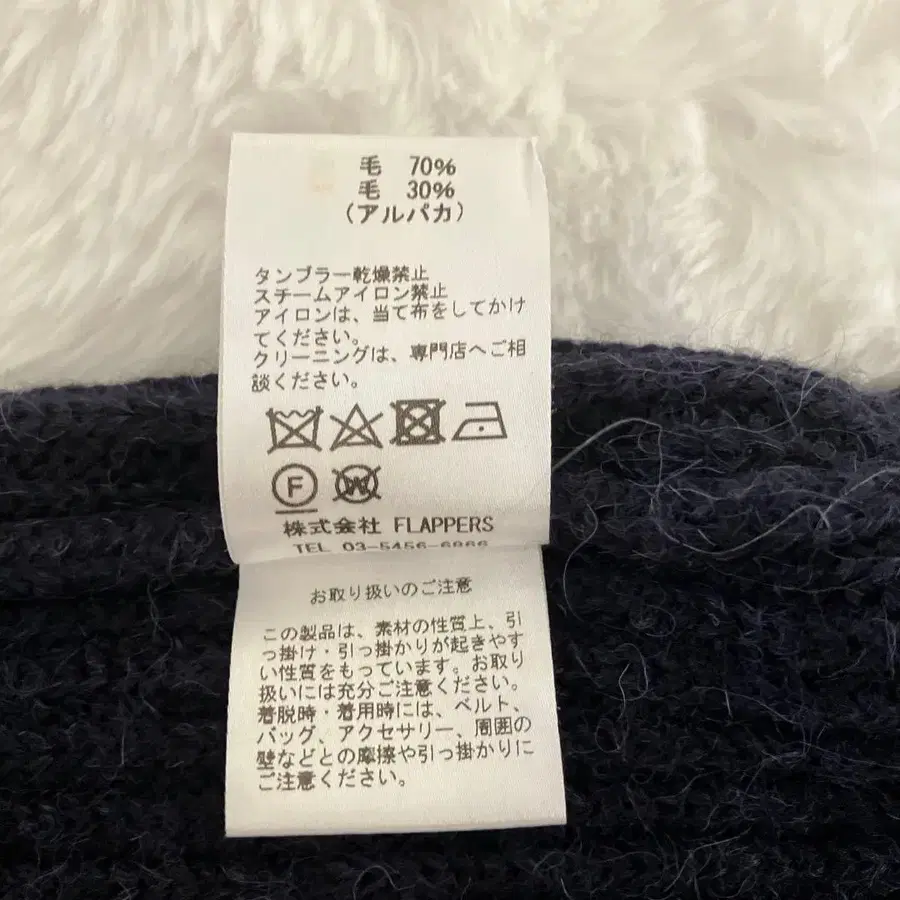 毛 70%
毛 30%
(アルパカ)
タンブラー乾燥禁止
スチームアイロン禁止
アイロンは、当て布をしてかけ
てください。
クリーニングは、専門店へご相
談ください。
F
W
株式会社 FLAPPERS
TEL 03-5456-6866
お取り扱いのご注意
この製品は、素材の性質上、引
っ掛け・引っ掛かりが起きやす
い性質をもっています。お取り
扱いには充分ご注意ください。
着脱時・着用時には、ベルト、
バッグ、アクセサリー、周囲の
壁などとの摩擦や引っ掛かりに
ご注意ください。